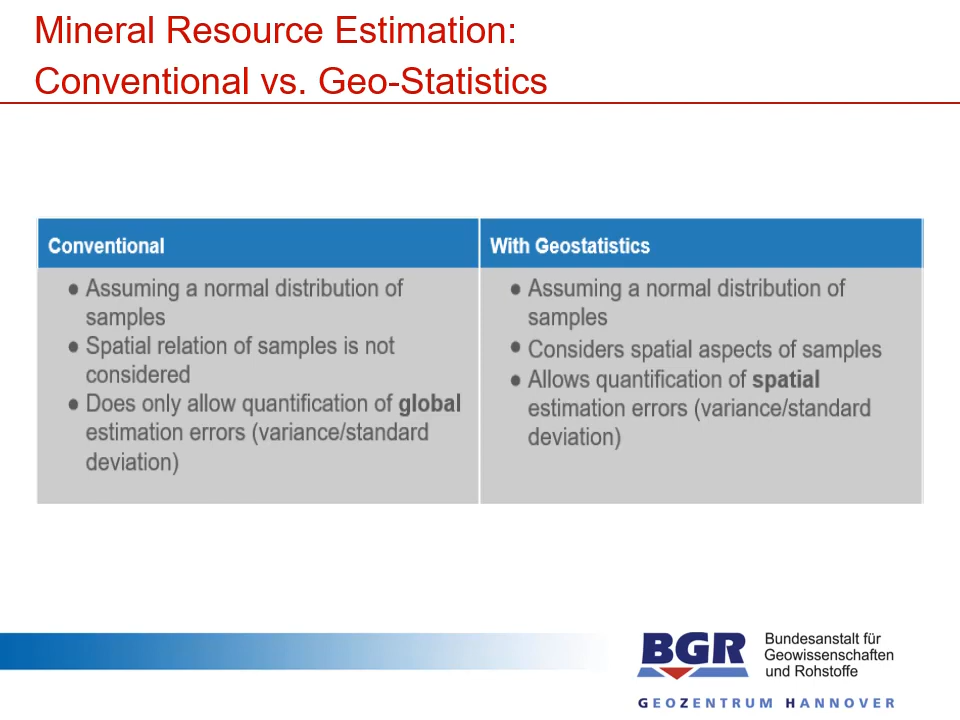 Mineral Resource Estimation:
Conventional vs. Geo-Statistics
Conventional
● Assuming a normal distribution of
samples
● Spatial relation of samples is not
considered
● Does only allow quantification of global
estimation errors (variance/standard
deviation)
With Geostatistics
● Assuming a normal distribution of
samples
● Considers spatial aspects of samples
● Allows quantification of spatial
estimation errors (variance/standard
deviation)
BGR
Bundesanstalt für
Geowissenschaften
und Rohstoffe
GEOZENTRUM HANNOVER